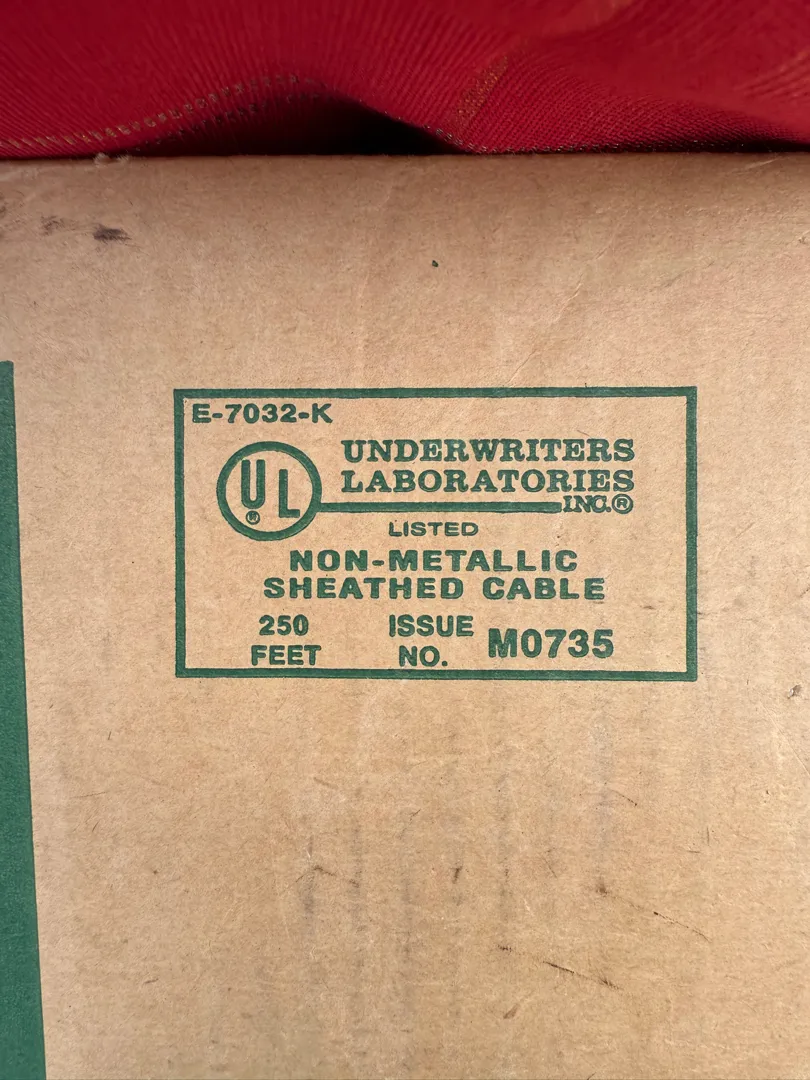 E-7032-K
UL®
UNDERWRITERS
LABORATORIES
INC.®
LISTED
NON-METALLIC
SHEATHED CABLE
250 FEET
ISSUE NO. M0735